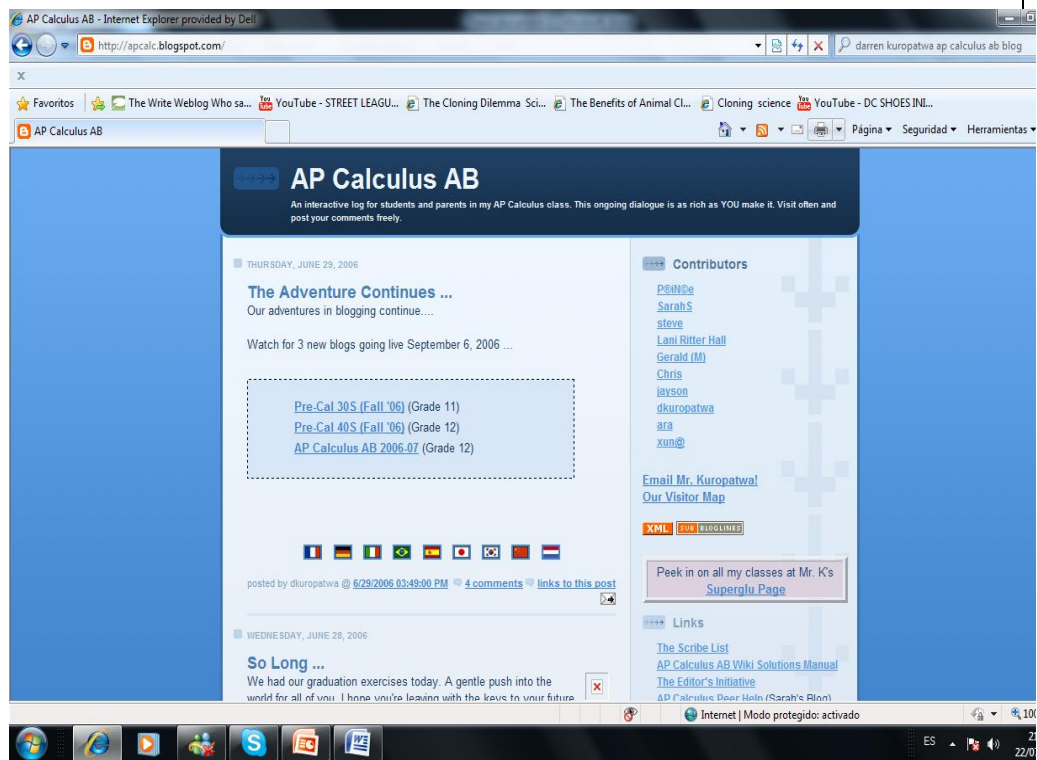 AP Calculus AB - Internet Explorer provided by Dell
http://apcalc.blogspot.com/
darren kuropatwa ap calculus ab blog
x
Favoritos The Write Weblog Who sa... YouTube - STREET LEAGU... The Cloning Dilemma Sci... The Benefits of Animal Cl... Cloning science YouTube - DC SHOES INI...
AP Calculus AB
Página Seguridad Herramientas
AP Calculus AB
An interactive log for students and parents in my AP Calculus class. This ongoing dialogue is as rich as YOU make it. Visit often and
post your comments freely.
THURSDAY, JUNE 29, 2006
The Adventure Continues ...
Our adventures in blogging continue....
Watch for 3 new blogs going live September 6, 2006 ...
Pre-Cal 30S (Fall '06) (Grade 11)
Pre-Cal 40S (Fall '06) (Grade 12)
AP Calculus AB 2006-07 (Grade 12)
posted by dkuropatwa @ 6/29/2006 03:49:00 PM 4 comments links to this post
WEDNESDAY, JUNE 28, 2006
So Long ...
We had our graduation exercises today. A gentle push into the
world for all of you. I hope you're leaving with the keys to your future
Contributors
P®iN©e
SarahS
steve
Lani Ritter Hall
Gerald (M)
Chris
jayson
dkuropatwa
ara
xun@
Email Mr. Kuropatwa!
Our Visitor Map
XML SUB BLOGLINES
Peek in on all my classes at Mr. K's
Superglu Page
Links
The Scribe List
AP Calculus AB Wiki Solutions Manual
The Editor's Initiative
AP Calculus Peer Help (Sarah's Blog)
Internet | Modo protegido: activado
100
ES
21
22/07